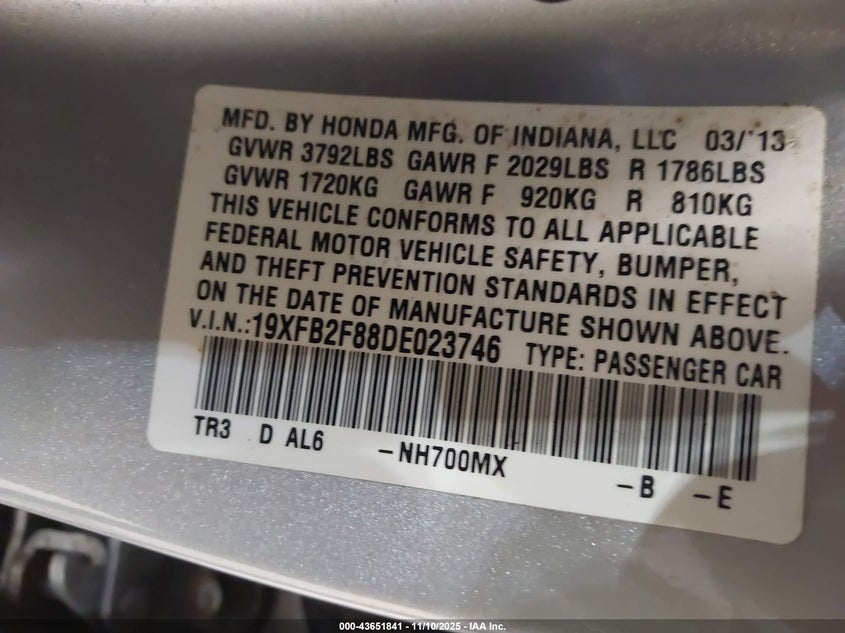 MFD. BY HONDA MFG. OF INDIANA, LLC 03/'13
GVWR 3792LBS GAWR F 2029LBS R 1786LBS
GVWR 1720KG GAWR F 920KG R 810KG
THIS VEHICLE CONFORMS TO ALL APPLICABLE
FEDERAL MOTOR VEHICLE SAFETY, BUMPER,
AND THEFT PREVENTION STANDARDS IN EFFECT
ON THE DATE OF MANUFACTURE SHOWN ABOVE.
V.I.N.:19XFB2F88DE023746 TYPE: PASSENGER CAR
TR3 D AL6 -NH700MX -B -E
000-43651841 - 11/10/2025 - IAA Inc.